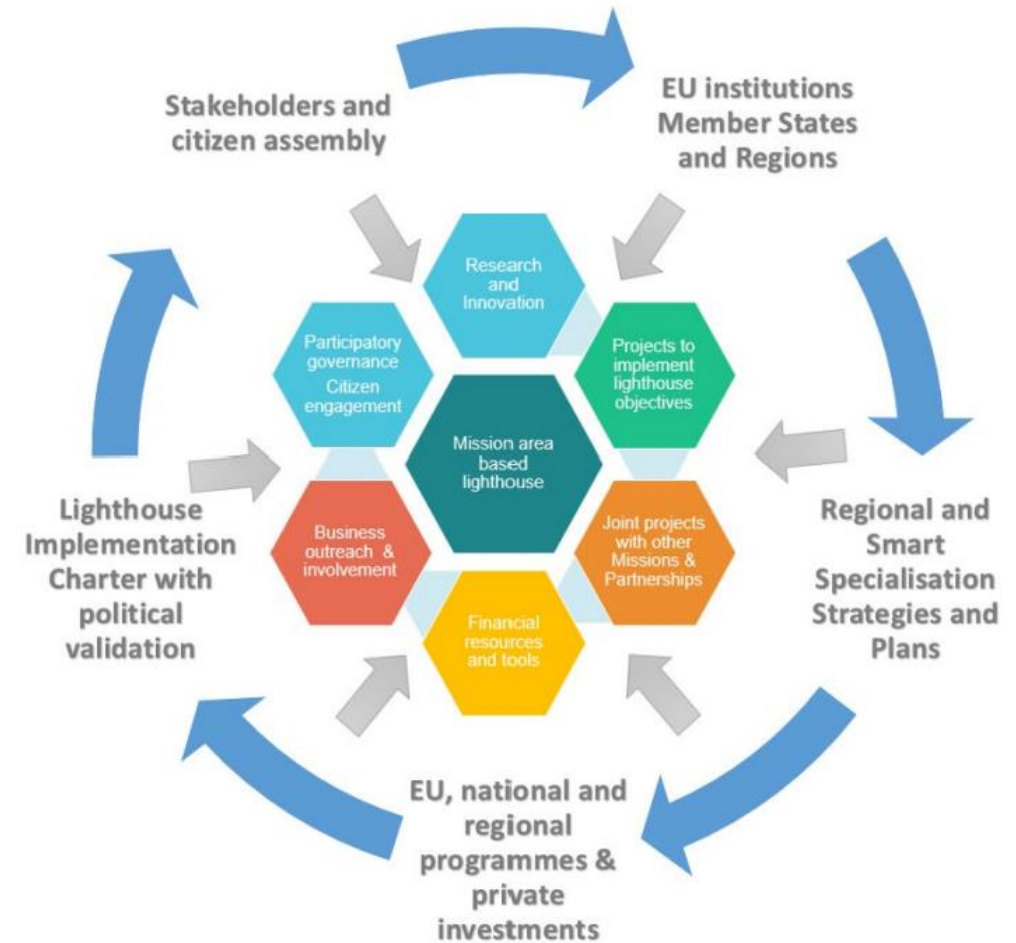 Stakeholders and
citizen assembly
EU institutions
Member States
and Regions
Research
and
Innovation
Participatory
governance
Citizen
engagement
Projects to
implement
lighthouse
objectives
Mission area
based
lighthouse
Business
outreach &
involvement
Joint projects
with other
Missions &
Partnerships
Financial
resources
and tools
Lighthouse
Implementation
Charter with
political
validation
Regional and
Smart
Specialisation
Strategies and
Plans
EU, national and
regional
programmes &
private
investments